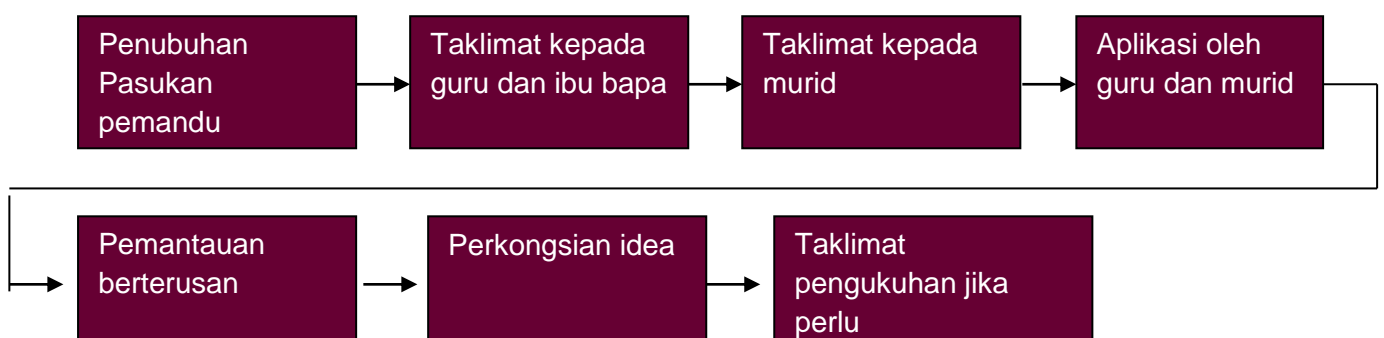 Penubuhan
Pasukan
pemandu
Taklimat kepada
guru dan ibu bapa
Taklimat kepada
murid
Aplikasi oleh
guru dan murid
Pemantauan
berterusan
Perkongsian idea
Taklimat
pengukuhan jika
perlu